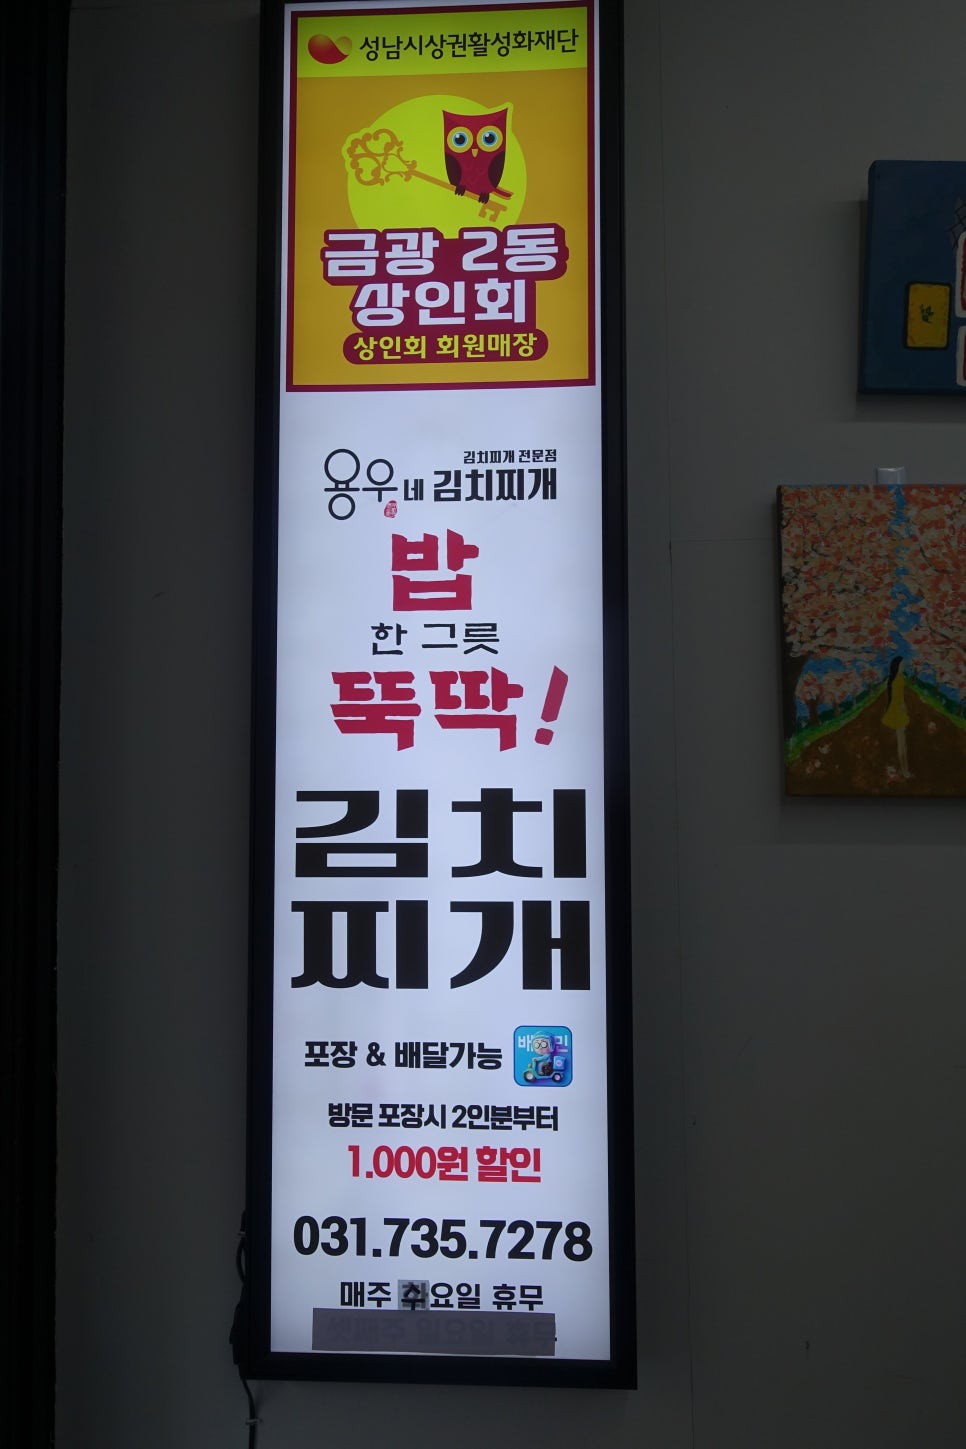 성남시상권활성화재단
금광 2동
상인회
상인회 회원매장
김치찌개 전문점
용우네 김치찌개
밥
한 그릇
뚝딱!
김치
찌개
포장 & 배달가능
방문 포장시 2인분부터
1.000원 할인
031.735.7278
매주 요일 휴무